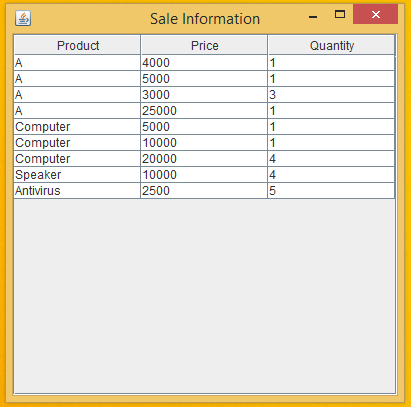 Sale Information
Product Price Quantity
A 4000 1
A 5000 1
A 3000 3
A 25000 1
Computer 5000 1
Computer 10000 1
Computer 20000 4
Speaker 10000 4
Antivirus 2500 5